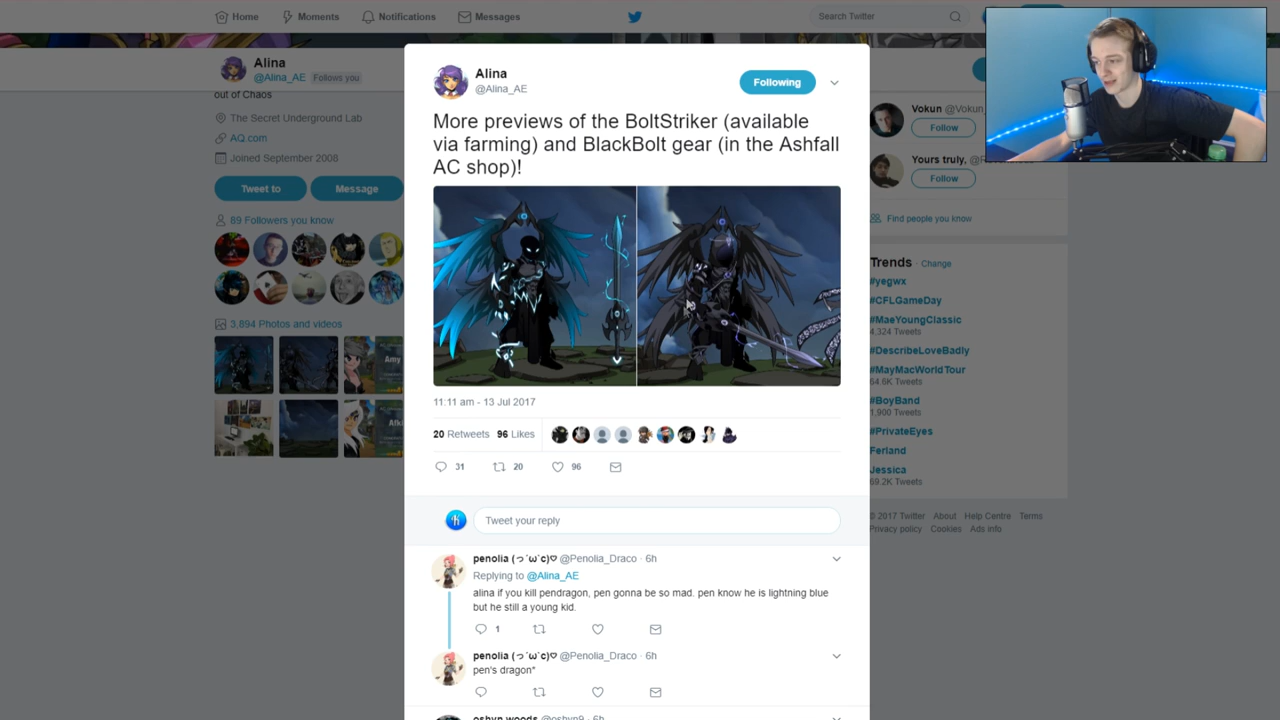 Home
Moments
Notifications
Messages
Search Twitter
Alina
@Alina_AE Follows you
out of Chaos
The Secret Underground Lab
AQ.com
Joined September 2008
Tweet to
Message
89 Followers you know
3,894 Photos and videos
Amy
Alina
@Alina_AE
Following
More previews of the BoltStriker (available
via farming) and BlackBolt gear (in the Ashfall
AC shop)!
11:11 am - 13 Jul 2017
20 Retweets 96 Likes
31
20
96
Tweet your reply
penolia (っ´ω`c)♡ @Penolia_Draco · 6h
Replying to @Alina_AE
alina if you kill pendragon, pen gonna be so mad. pen know he is lightning blue
but he still a young kid.
1
penolia (っ´ω`c)♡ @Penolia_Draco · 6h
pen's dragon*
oshyn woods @oshyn9 · 6h
Vokun @Vokun_
Follow
Yours truly,
Follow
Find people you know
Trends · Change
#yegwx
#CFLGameDay
#MaeYoungClassic
4,324 Tweets
#DescribeLoveBadly
#MayMacWorldTour
64.6K Tweets
#BoyBand
1,900 Tweets
#PrivateEyes
Ferland
Jessica
69.2K Tweets
© 2017 Twitter About Help Centre Terms
Privacy policy Cookies Ads info